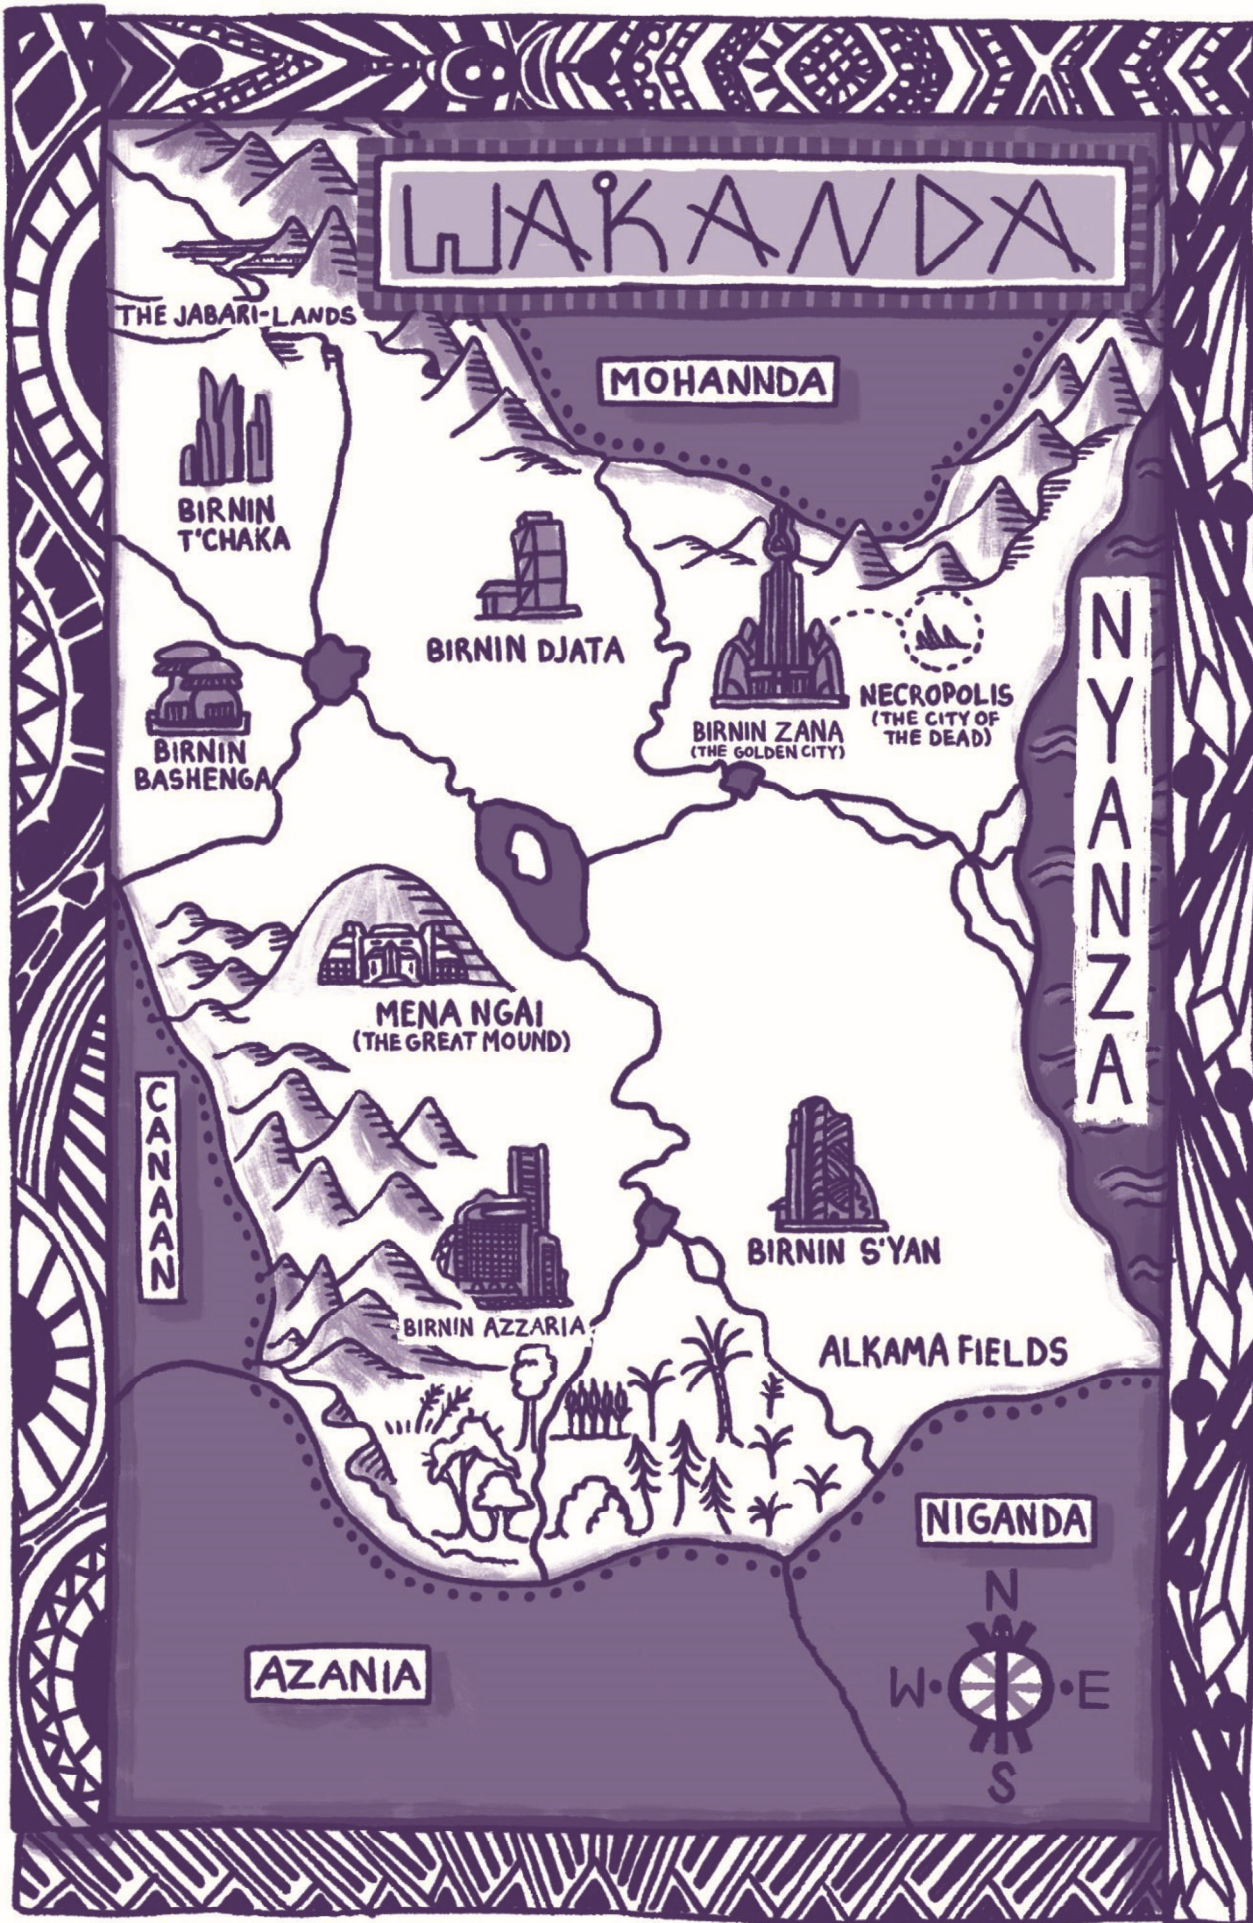 WAKANDA
THE JABARI-LANDS
MOHANNDA
BIRNIN
T'CHAKA
BIRNIN DJATA
NYANZA
BIRNIN ZANA
(THE GOLDEN CITY)
NECROPOLIS
(THE CITY OF
THE DEAD)
BIRNIN
BASHENGA
MENA NGAI
(THE GREAT MOUND)
CANAAN
BIRNIN S'YAN
BIRNIN AZZARIA
ALKAMA FIELDS
NIGANDA
AZANIA
N
W E
S